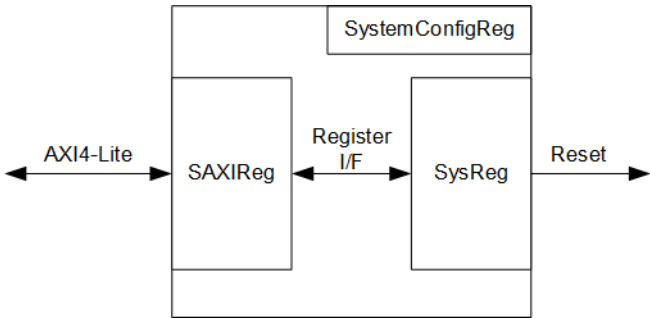 SystemConfigReg
AXI4-Lite
SAXIReg
Register
I/F
SysReg
Reset